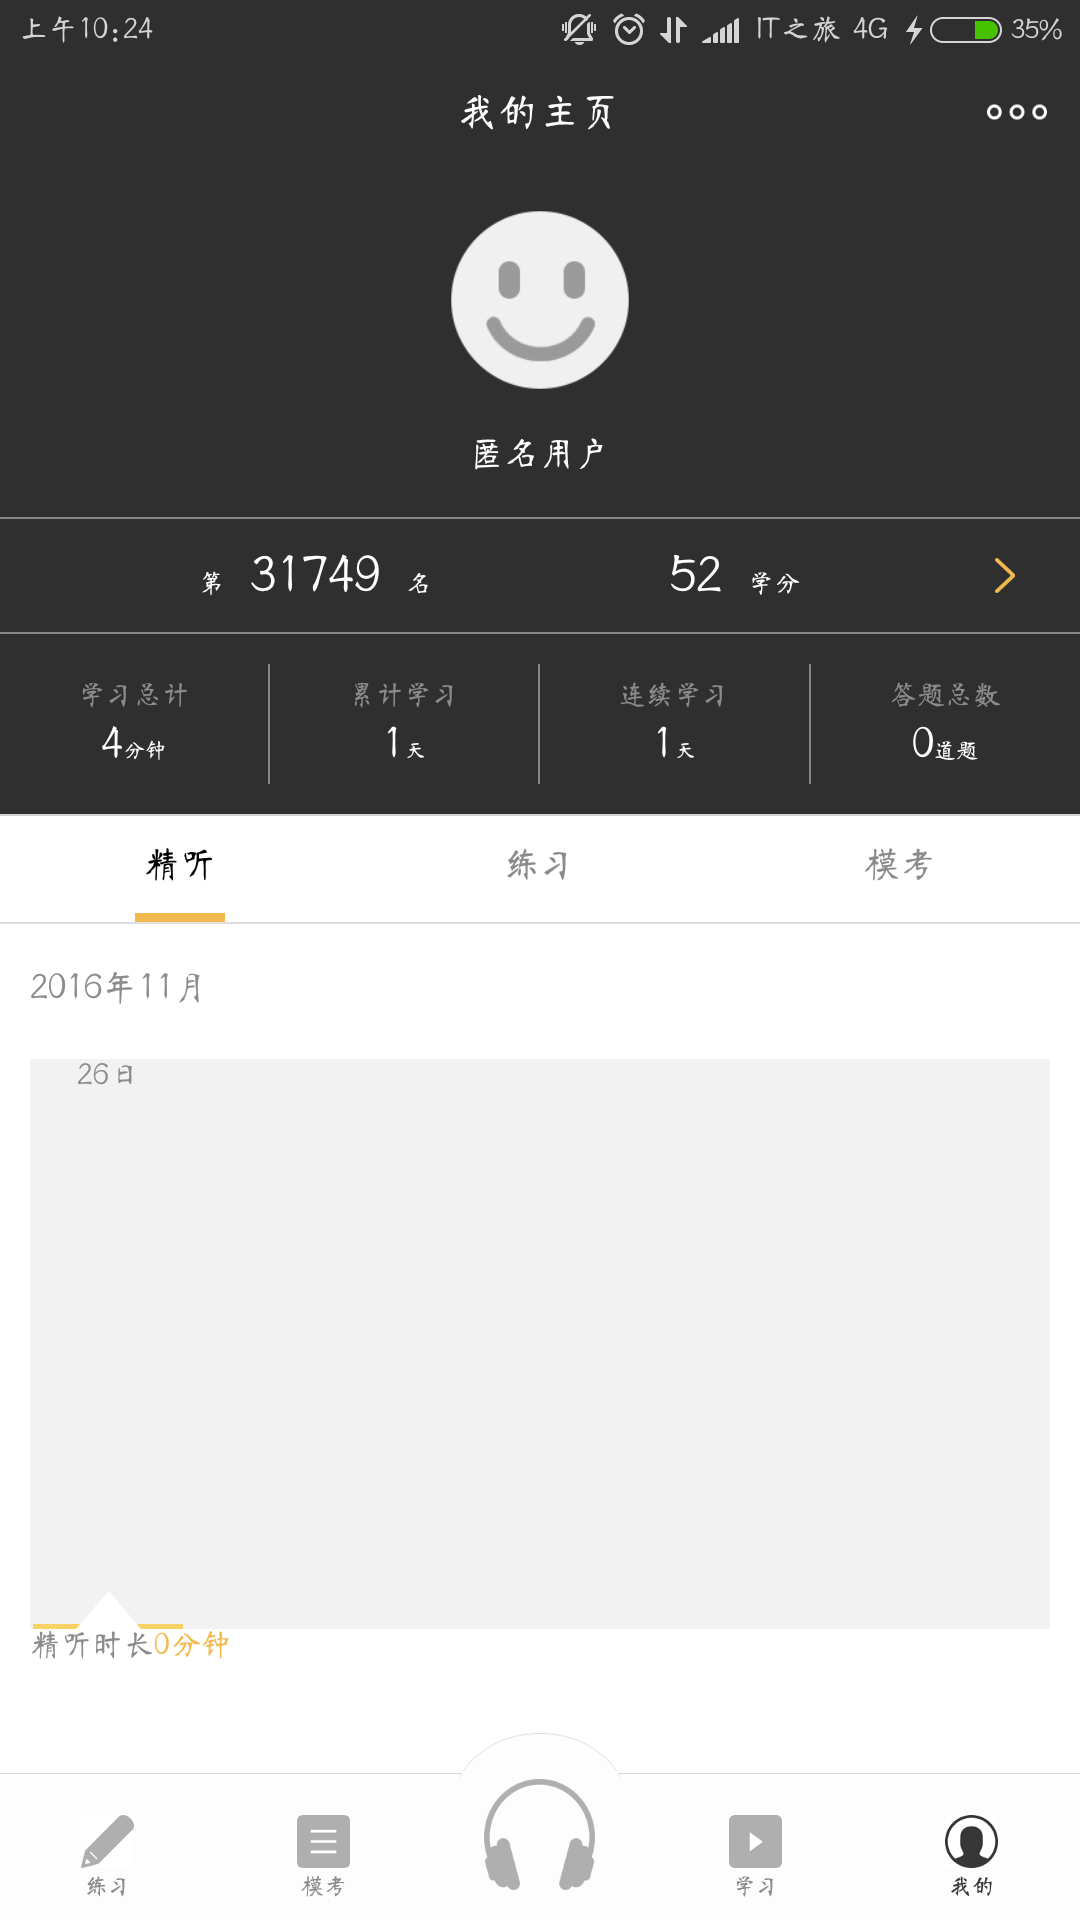 上午10:24 IT之旅 4G 35%
我的主页
匿名用户
第 31749 名 52 学分
学习总计 累计学习 连续学习 答题总数
4分钟 1天 1天 0道题
精听 练习 模考
2016年11月
26日
精听时长0分钟
练习 模考 学习 我的